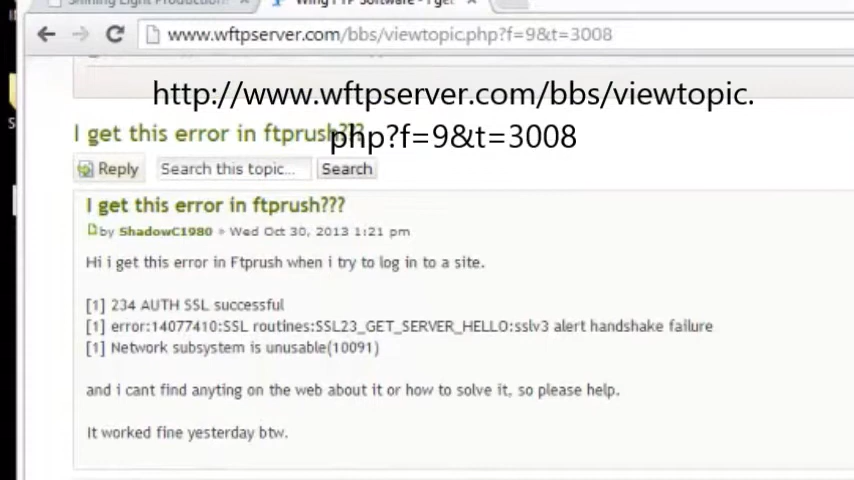 www.wftpserver.com/bbs/viewtopic.php?f=9&t=3008
http://www.wftpserver.com/bbs/viewtopic.
php?f=9&t=3008
I get this error in ftprush???
Reply Search this topic... Search
I get this error in ftprush???
by ShadowC1980 » Wed Oct 30, 2013 1:21 pm
Hi i get this error in Ftprush when i try to log in to a site.
[1] 234 AUTH SSL successful
[1] error:14077410:SSL routines:SSL23_GET_SERVER_HELLO:sslv3 alert handshake failure
[1] Network subsystem is unusable(10091)
and i cant find anyting on the web about it or how to solve it, so please help.
It worked fine yesterday btw.